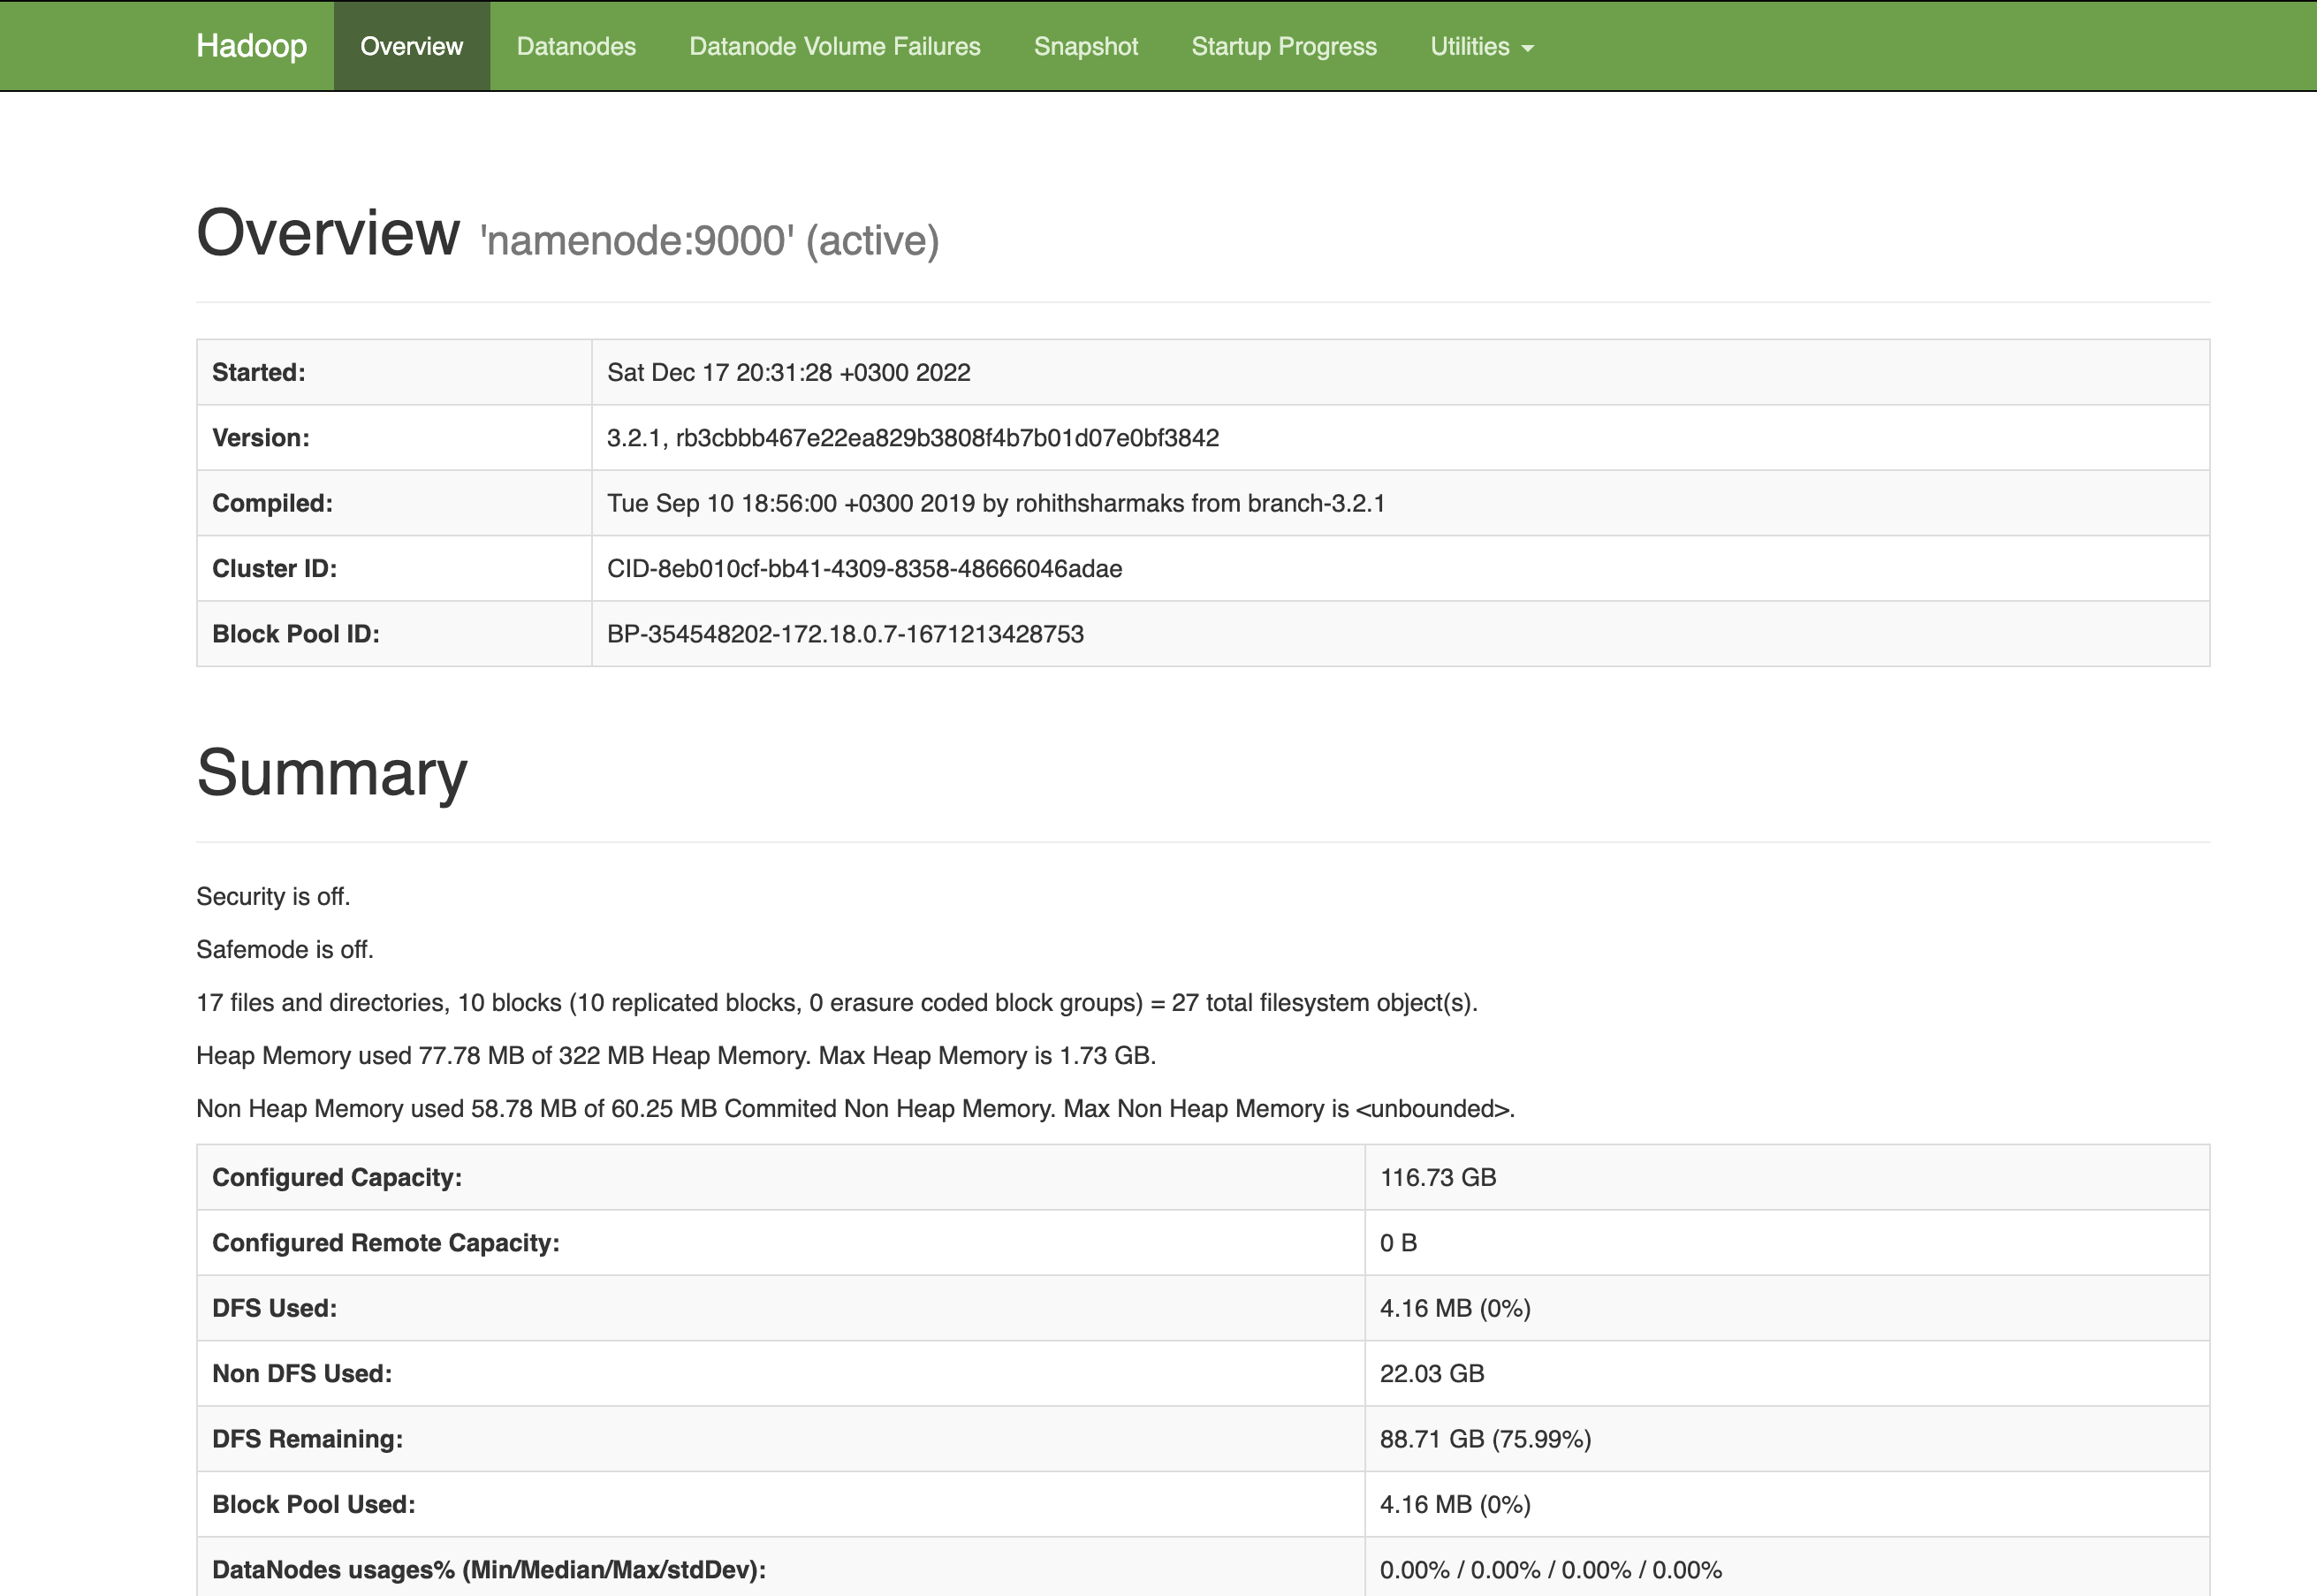 Hadoop Overview Datanodes Datanode Volume Failures Snapshot Startup Progress Utilities
Overview 'namenode:9000' (active)
Started: Sat Dec 17 20:31:28 +0300 2022
Version: 3.2.1, rb3cbbb467e22ea829b3808f4b7b01d07e0bf3842
Compiled: Tue Sep 10 18:56:00 +0300 2019 by rohithsharmaks from branch-3.2.1
Cluster ID: CID-8eb010cf-bb41-4309-8358-48666046adae
Block Pool ID: BP-354548202-172.18.0.7-1671213428753
Summary
Security is off.
Safemode is off.
17 files and directories, 10 blocks (10 replicated blocks, 0 erasure coded block groups) = 27 total filesystem object(s).
Heap Memory used 77.78 MB of 322 MB Heap Memory. Max Heap Memory is 1.73 GB.
Non Heap Memory used 58.78 MB of 60.25 MB Commited Non Heap Memory. Max Non Heap Memory is <unbounded>.
Configured Capacity: 116.73 GB
Configured Remote Capacity: 0 B
DFS Used: 4.16 MB (0%)
Non DFS Used: 22.03 GB
DFS Remaining: 88.71 GB (75.99%)
Block Pool Used: 4.16 MB (0%)
DataNodes usages% (Min/Median/Max/stdDev): 0.00% / 0.00% / 0.00% / 0.00%